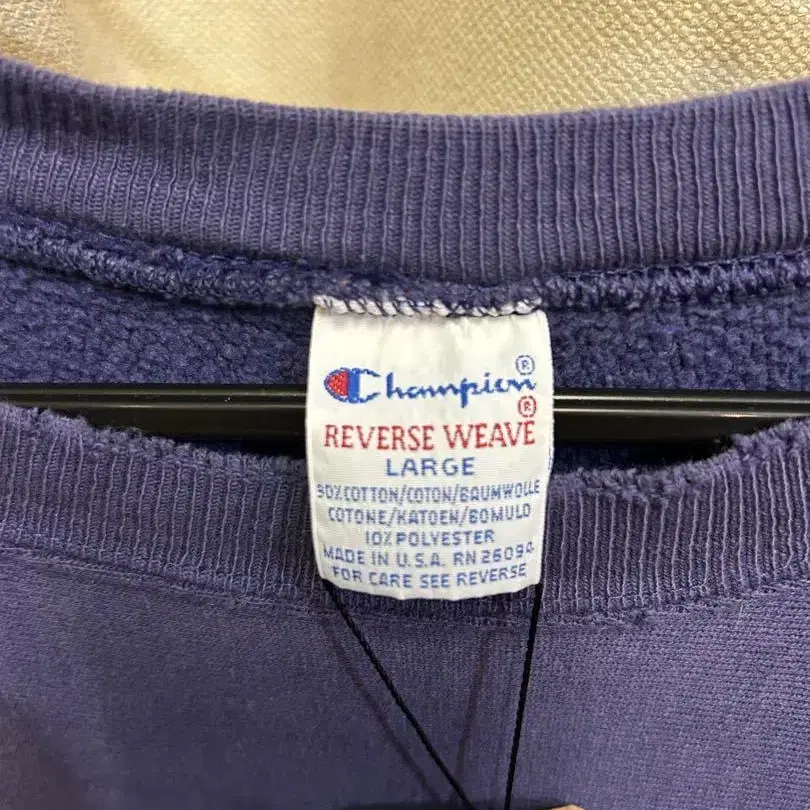 Champion®
®
REVERSE WEAVE
LARGE
90% COTTON/COTON/BAUMWOLLE
COTONE/KATOEN/BOMULD
10% POLYESTER
MADE IN U.S.A. RN 26094
FOR CARE SEE REVERSE